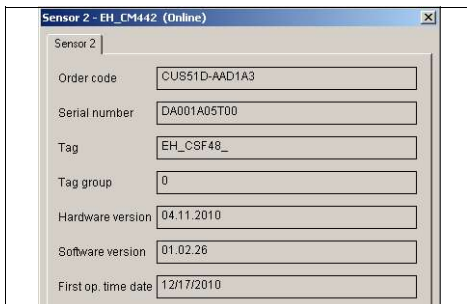 Sensor 2 - EH_CM442 (Online)
Sensor 2
Order code CUS51D-AAD1A3
Serial number DA001A05T00
Tag EH_CSF48_
Tag group 0
Hardware version 04.11.2010
Software version 01.02.26
First op. time date 12/17/2010